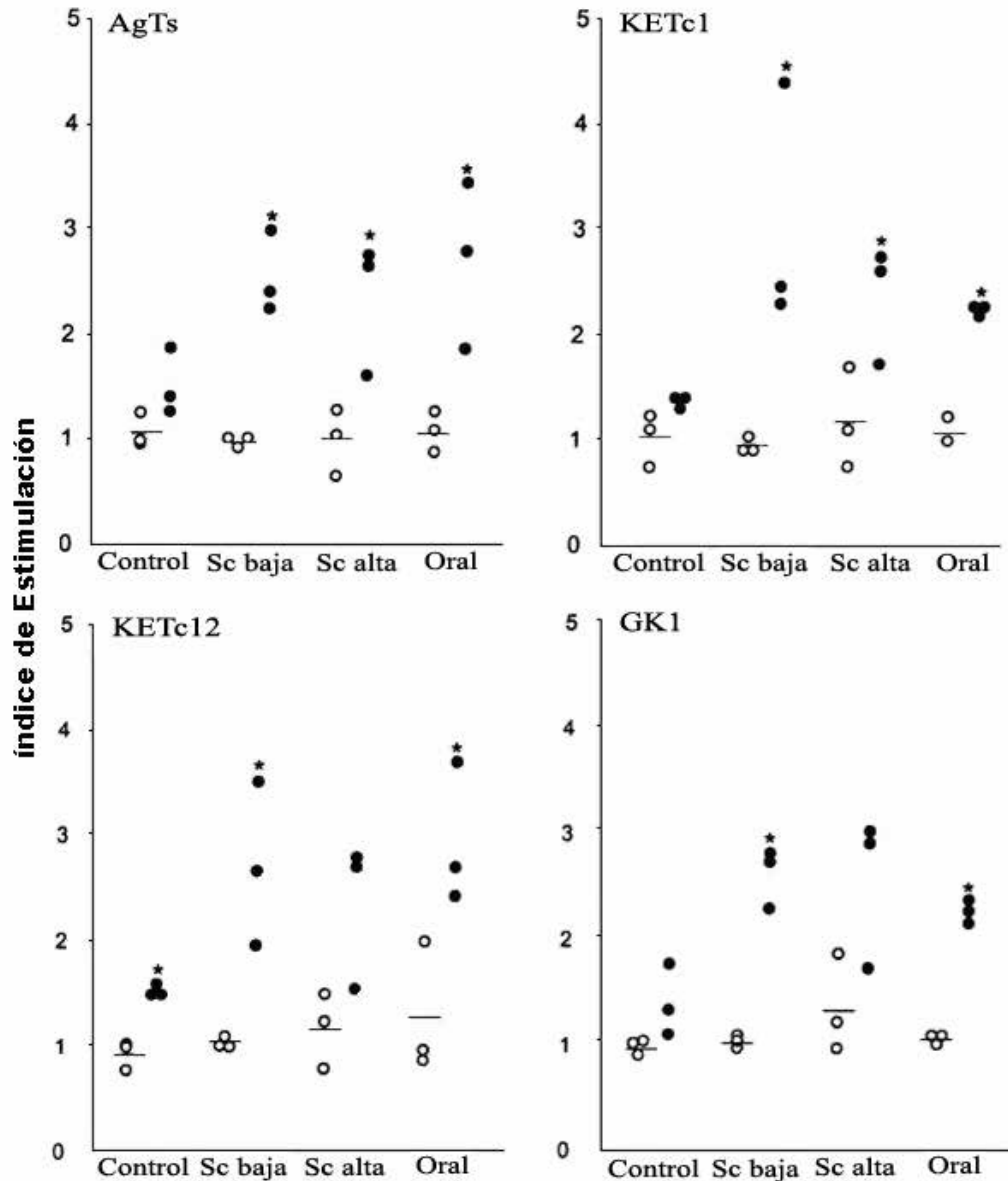 AgTs
5
4
3
2
1
0
Control Sc baja Sc alta Oral
KETc1
5
4
3
2
1
0
Control Sc baja Sc alta Oral
índice de Estimulación
KETc12
5
4
3
2
1
0
Control Sc baja Sc alta Oral
GK1
5
4
3
2
1
0
Control Sc baja Sc alta Oral